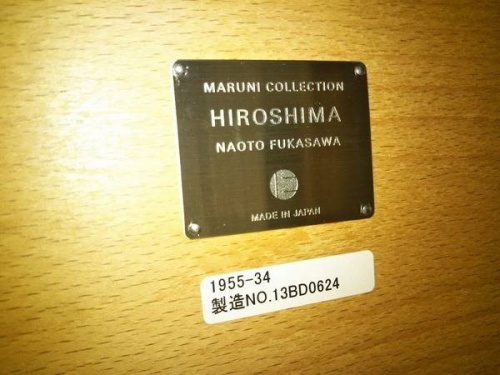 MARUNI COLLECTION
HIROSHIMA
NAOTO FUKASAWA
MADE IN JAPAN
1955-34
製造NO.13BD0624